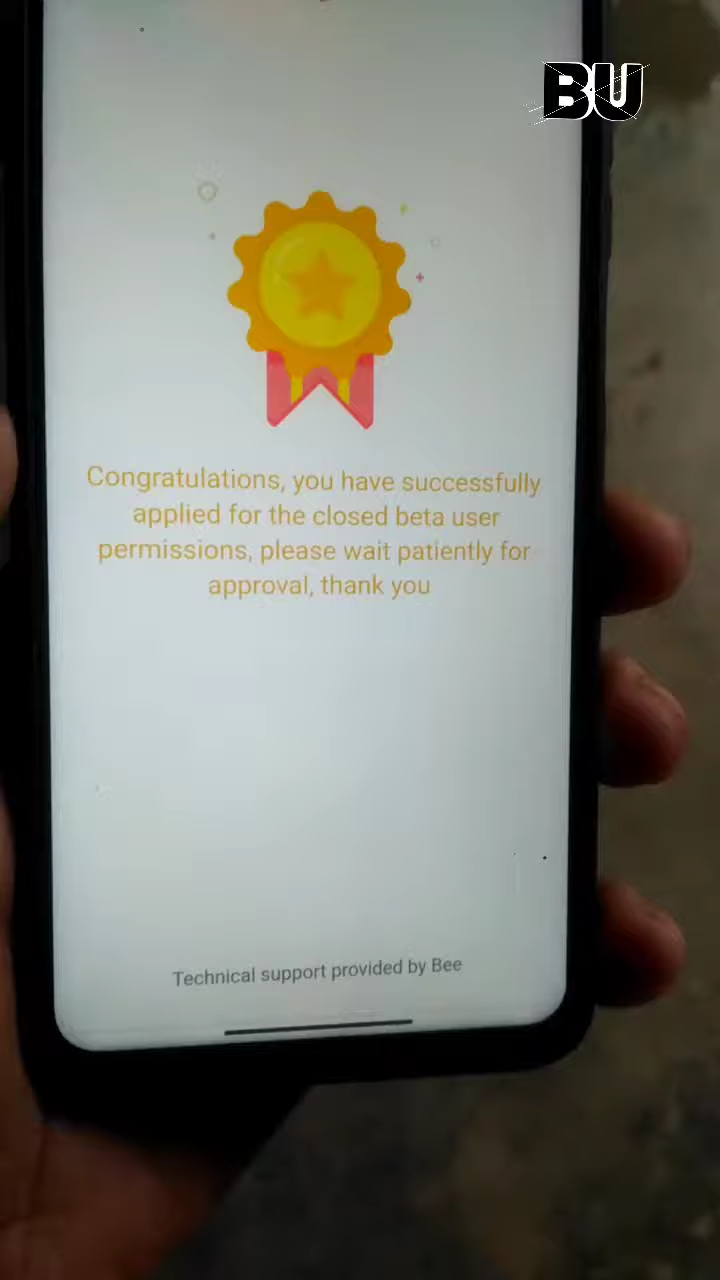 BU
Congratulations, you have successfully
applied for the closed beta user
permissions, please wait patiently for
approval, thank you
Technical support provided by Bee